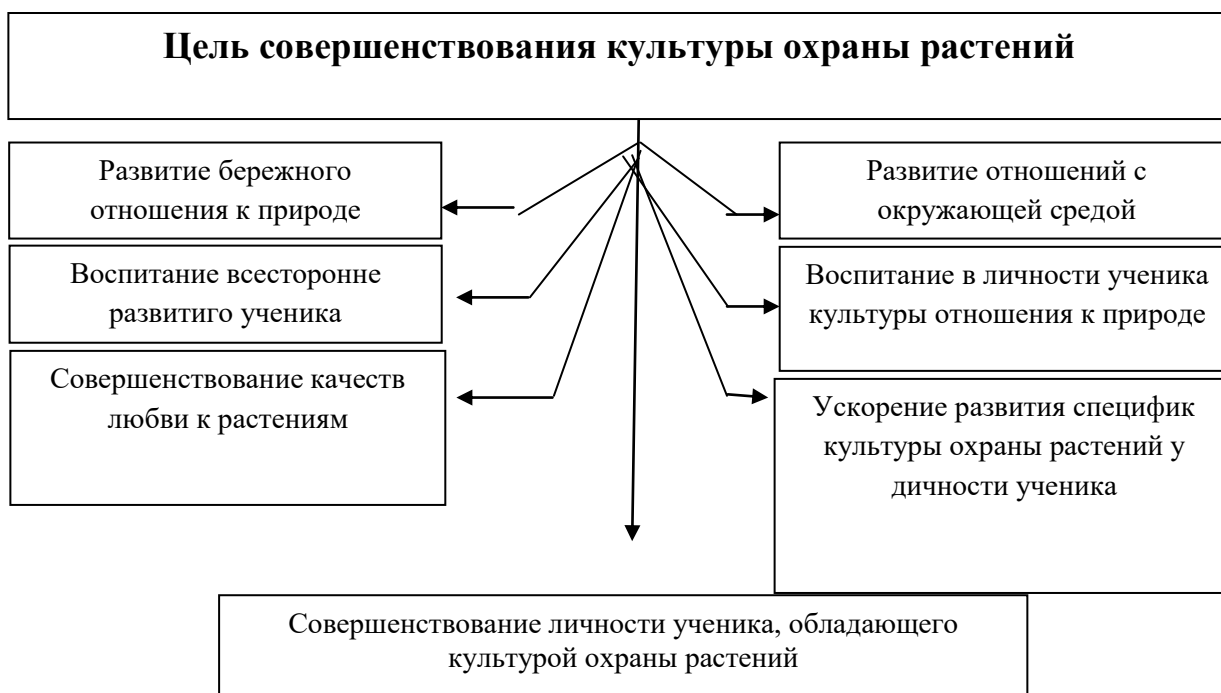 Цель совершенствования культуры охраны растений
Развитие бережного
отношения к природе
Развитие отношений с
окружающей средой
Воспитание всесторонне
развитиго ученика
Воспитание в личности ученика
культуры отношения к природе
Совершенствование качеств
любви к растениям
Ускорение развития специфик
культуры охраны растений у
дичности ученика
Совершенствование личности ученика, обладающего
культурой охраны растений